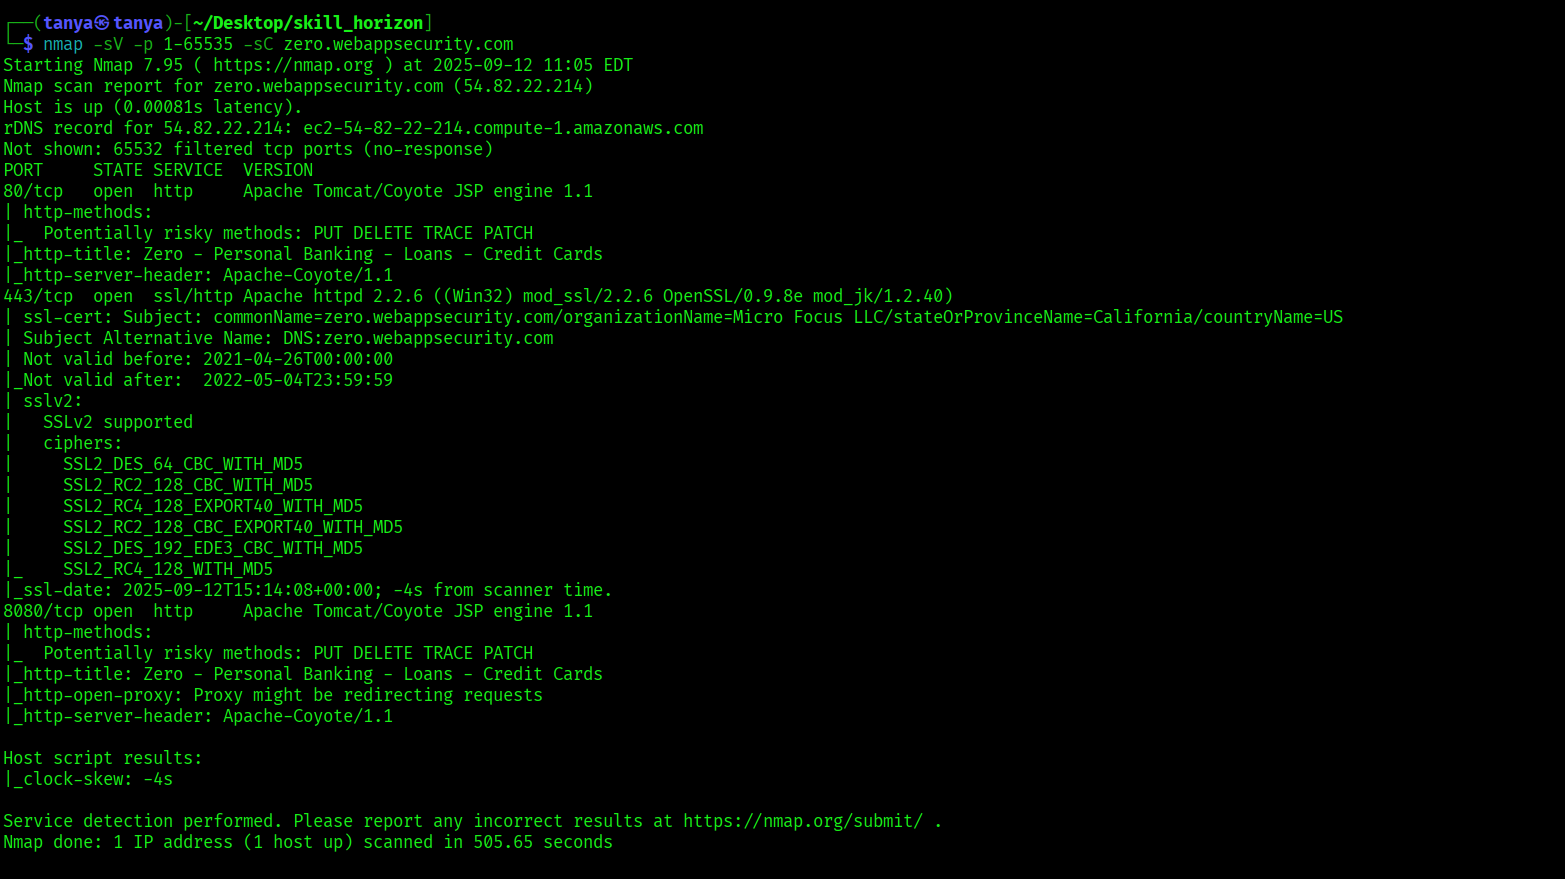 ┌──(tanya㉿tanya)-[~/Desktop/skill_horizon]
└─$ nmap -sV -p 1-65535 -sC zero.webappsecurity.com
Starting Nmap 7.95 ( https://nmap.org ) at 2025-09-12 11:05 EDT
Nmap scan report for zero.webappsecurity.com (54.82.22.214)
Host is up (0.00081s latency).
rDNS record for 54.82.22.214: ec2-54-82-22-214.compute-1.amazonaws.com
Not shown: 65532 filtered tcp ports (no-response)
PORT     STATE SERVICE  VERSION
80/tcp   open  http     Apache Tomcat/Coyote JSP engine 1.1
| http-methods:
|_  Potentially risky methods: PUT DELETE TRACE PATCH
|_http-title: Zero - Personal Banking - Loans - Credit Cards
|_http-server-header: Apache-Coyote/1.1
443/tcp  open  ssl/http Apache httpd 2.2.6 ((Win32) mod_ssl/2.2.6 OpenSSL/0.9.8e mod_jk/1.2.40)
| ssl-cert: Subject: commonName=zero.webappsecurity.com/organizationName=Micro Focus LLC/stateOrProvinceName=California/countryName=US
| Subject Alternative Name: DNS:zero.webappsecurity.com
| Not valid before: 2021-04-26T00:00:00
|_Not valid after:  2022-05-04T23:59:59
| sslv2:
|   SSLv2 supported
|   ciphers:
|     SSL2_DES_64_CBC_WITH_MD5
|     SSL2_RC2_128_CBC_WITH_MD5
|     SSL2_RC4_128_EXPORT40_WITH_MD5
|     SSL2_RC2_128_CBC_EXPORT40_WITH_MD5
|     SSL2_DES_192_EDE3_CBC_WITH_MD5
|_    SSL2_RC4_128_WITH_MD5
|_ssl-date: 2025-09-12T15:14:08+00:00; -4s from scanner time.
8080/tcp open  http     Apache Tomcat/Coyote JSP engine 1.1
| http-methods:
|_  Potentially risky methods: PUT DELETE TRACE PATCH
|_http-title: Zero - Personal Banking - Loans - Credit Cards
|_http-open-proxy: Proxy might be redirecting requests
|_http-server-header: Apache-Coyote/1.1
Host script results:
|_clock-skew: -4s
Service detection performed. Please report any incorrect results at https://nmap.org/submit/ .
Nmap done: 1 IP address (1 host up) scanned in 505.65 seconds